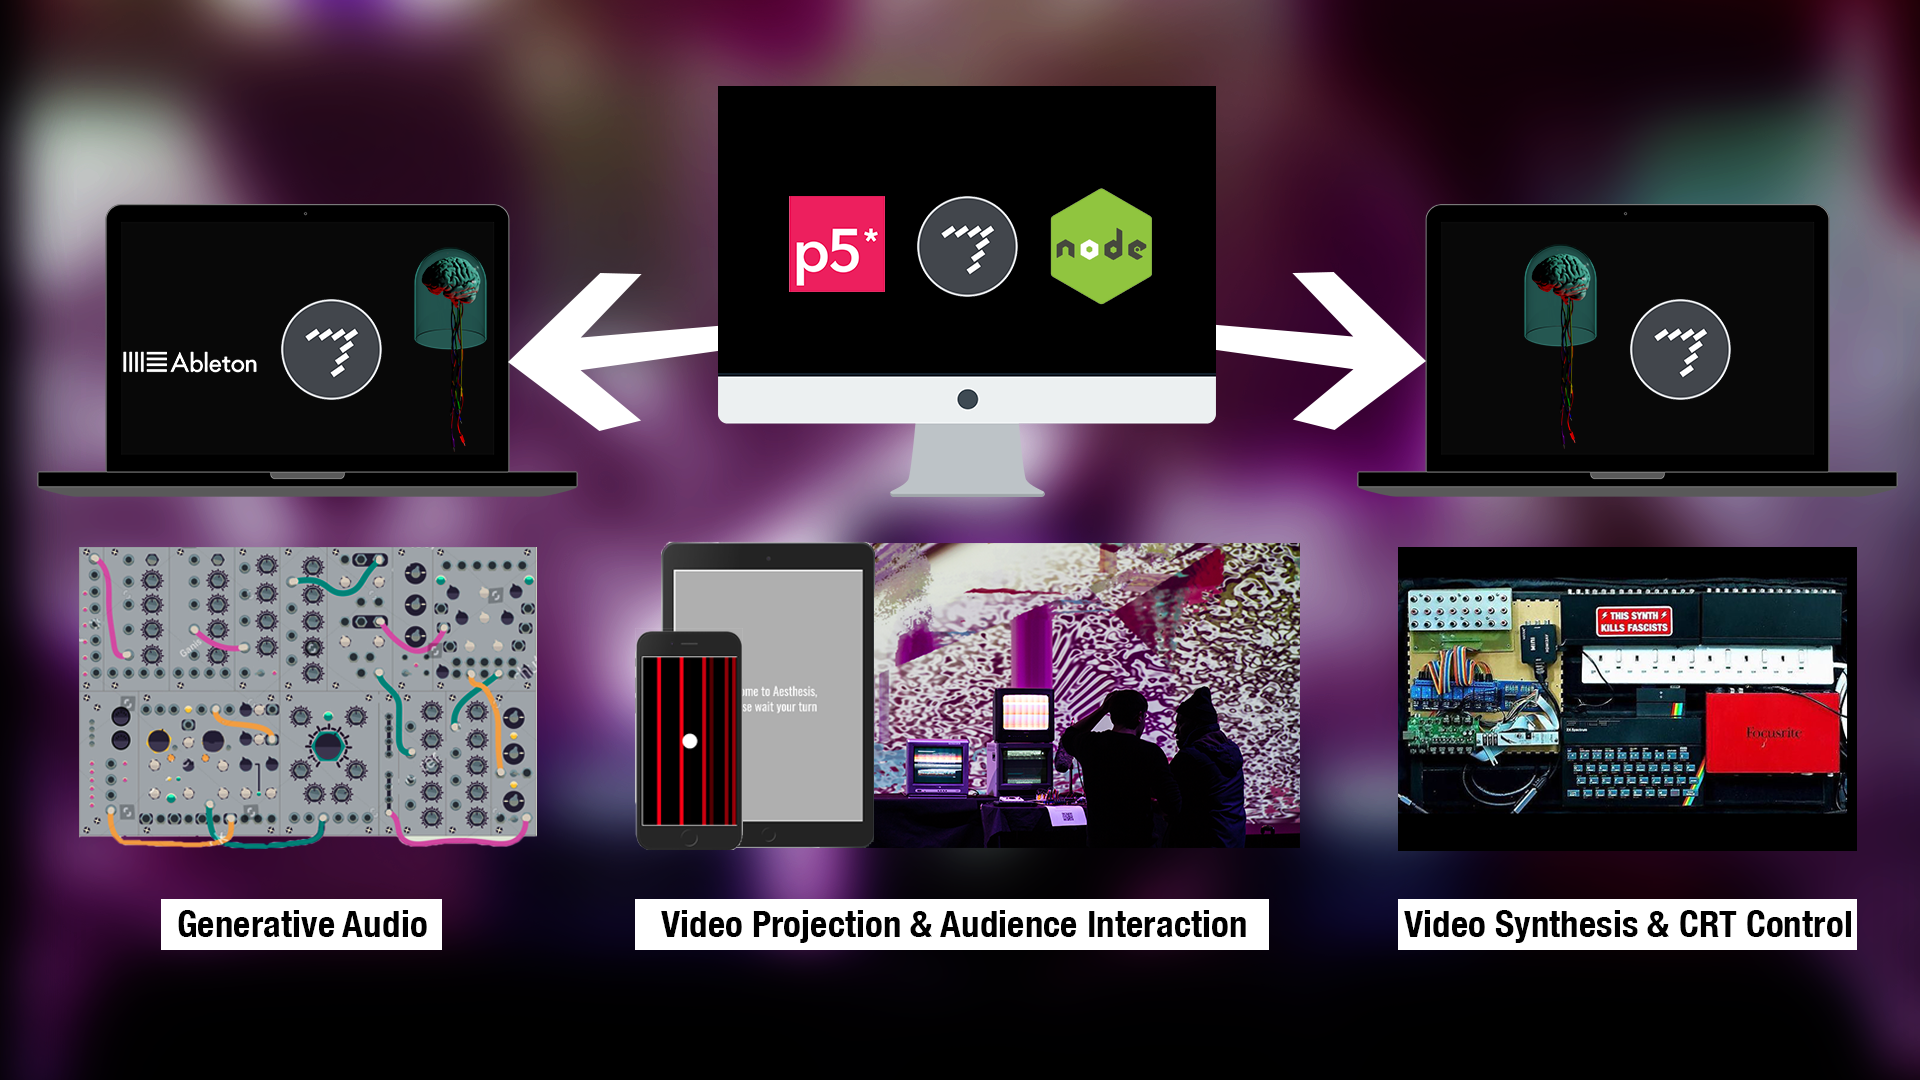 p5*
node
Ableton
ome to Aesthesis,
se wait your turn
THIS SYNTH
KILLS FASCISTS
Focusrite
Generative Audio
Video Projection & Audience Interaction
Video Synthesis & CRT Control